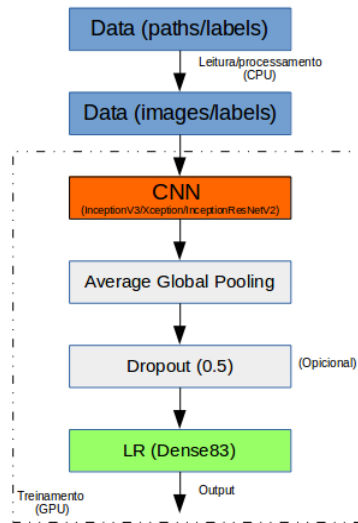 Data (paths/labels)
Leitura/processamento
(CPU)
Data (images/labels)
CNN
(InceptionV3/Xception/InceptionResNetV2)
Average Global Pooling
Dropout (0.5)
(Opicional)
LR (Dense83)
Treinamento
(GPU)
Output